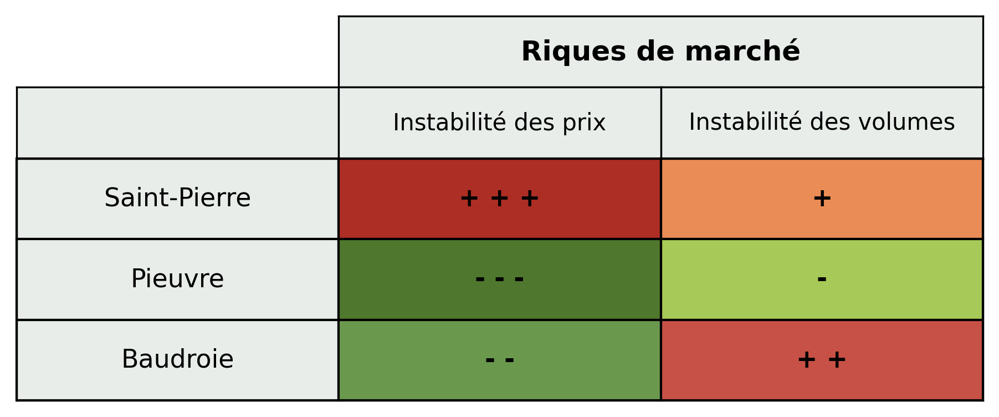 Riques de marché
Instabilité des prix Instabilité des volumes
Saint-Pierre + + + +
Pieuvre - - - -
Baudroie - - + +